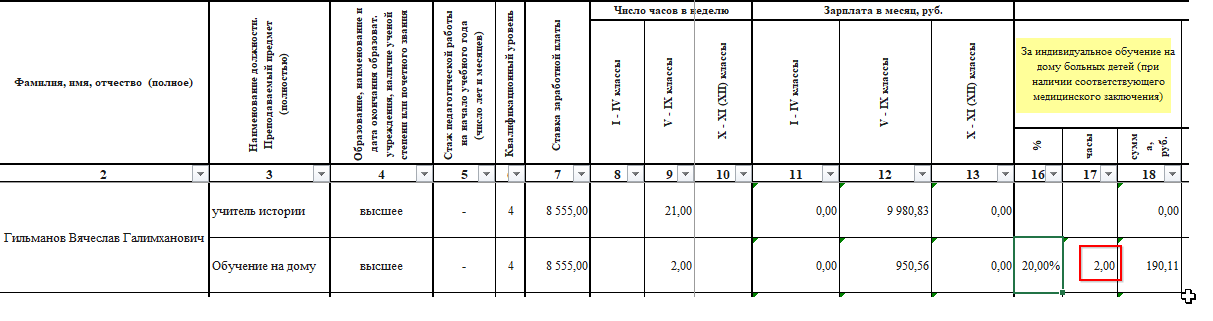 Число часов в неделю
Зарплата в месяц, руб.
Фамилия, имя, отчество (полное)
Наименование должности.
Преподаваемый предмет
(полностью)
Образование, наименование и
дата окончания образоват.
учреждения, наличие ученой
степени или почетного звания
Стаж педагогической работы
на начало учебного года
(число лет и месяцев)
Квалификационный уровень
Ставка заработной платы
I - IV классы
V - IX классы
X - XI (XII) классы
I - IV классы
V - IX классы
X - XI (XII) классы
За индивидуальное обучение на
дому больных детей (при
наличии соответствующего
медицинского заключения)
%
часы
сумм
а,
руб.
2 3 4 5 7 8 9 10 11 12 13 16 17 18
Гильманов Вячеслав Галимханович
учитель истории высшее - 4 8 555,00 21,00 0,00 9 980,83 0,00 0,00
Обучение на дому высшее - 4 8 555,00 2,00 0,00 950,56 0,00 20,00% 2,00 190,11